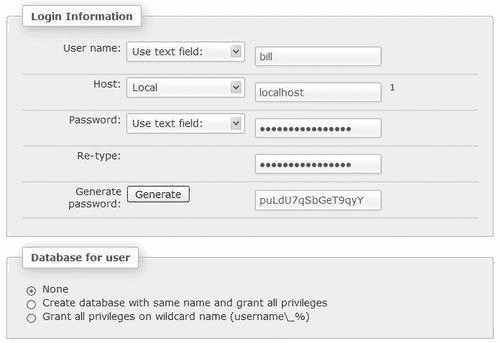 Login Information
User name: Use text field: bill
Host: Local localhost 1
Password: Use text field: ●●●●●●●●●●●●●●●●
Re-type: ●●●●●●●●●●●●●●●●
Generate password: Generate puLdU7qSbGeT9qyY
Database for user
None
Create database with same name and grant all privileges
Grant all privileges on wildcard name (username\_%)